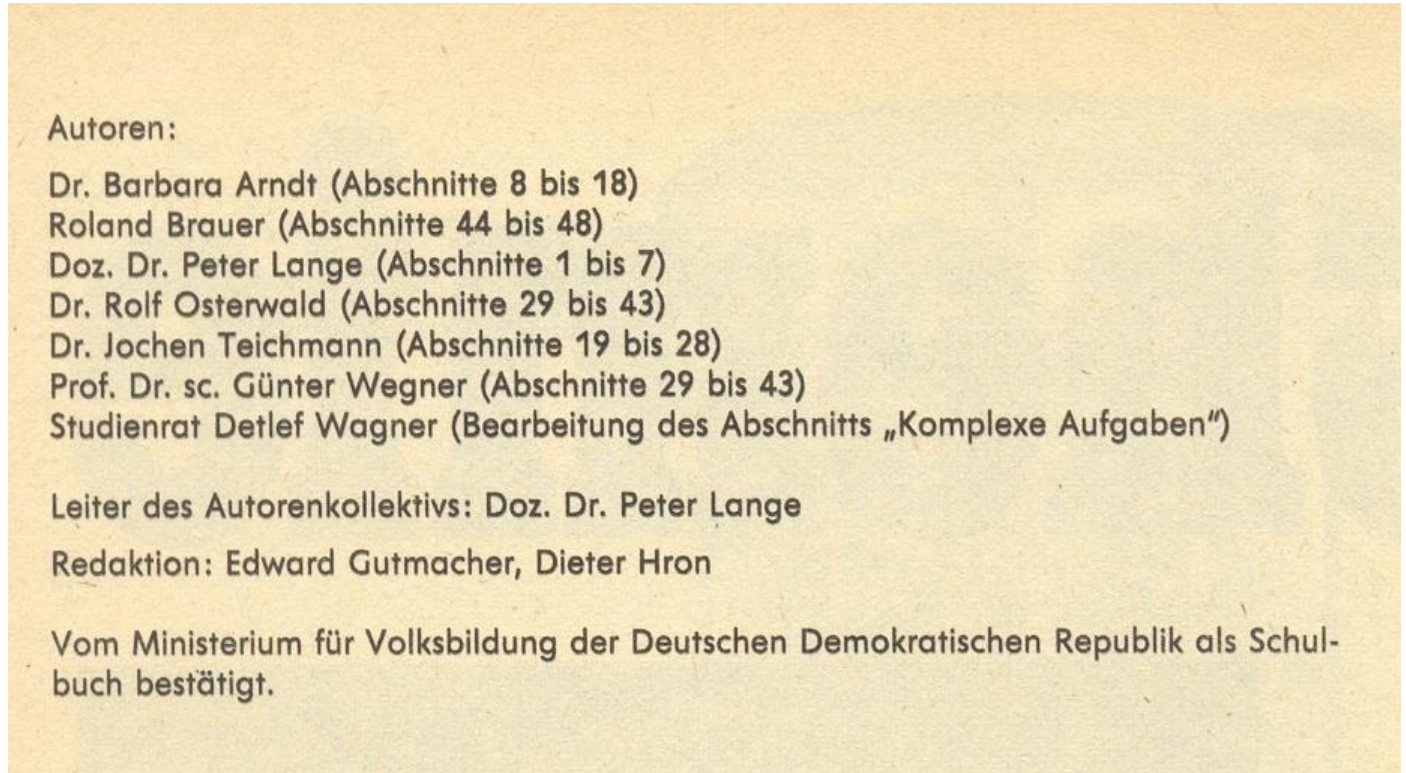 Autoren:
Dr. Barbara Arndt (Abschnitte 8 bis 18)
Roland Brauer (Abschnitte 44 bis 48)
Doz. Dr. Peter Lange (Abschnitte 1 bis 7)
Dr. Rolf Osterwald (Abschnitte 29 bis 43)
Dr. Jochen Teichmann (Abschnitte 19 bis 28)
Prof. Dr. sc. Günter Wegner (Abschnitte 29 bis 43)
Studienrat Detlef Wagner (Bearbeitung des Abschnitts „Komplexe Aufgaben“)
Leiter des Autorenkollektivs: Doz. Dr. Peter Lange
Redaktion: Edward Gutmacher, Dieter Hron
Vom Ministerium für Volksbildung der Deutschen Demokratischen Republik als Schul-
buch bestätigt.